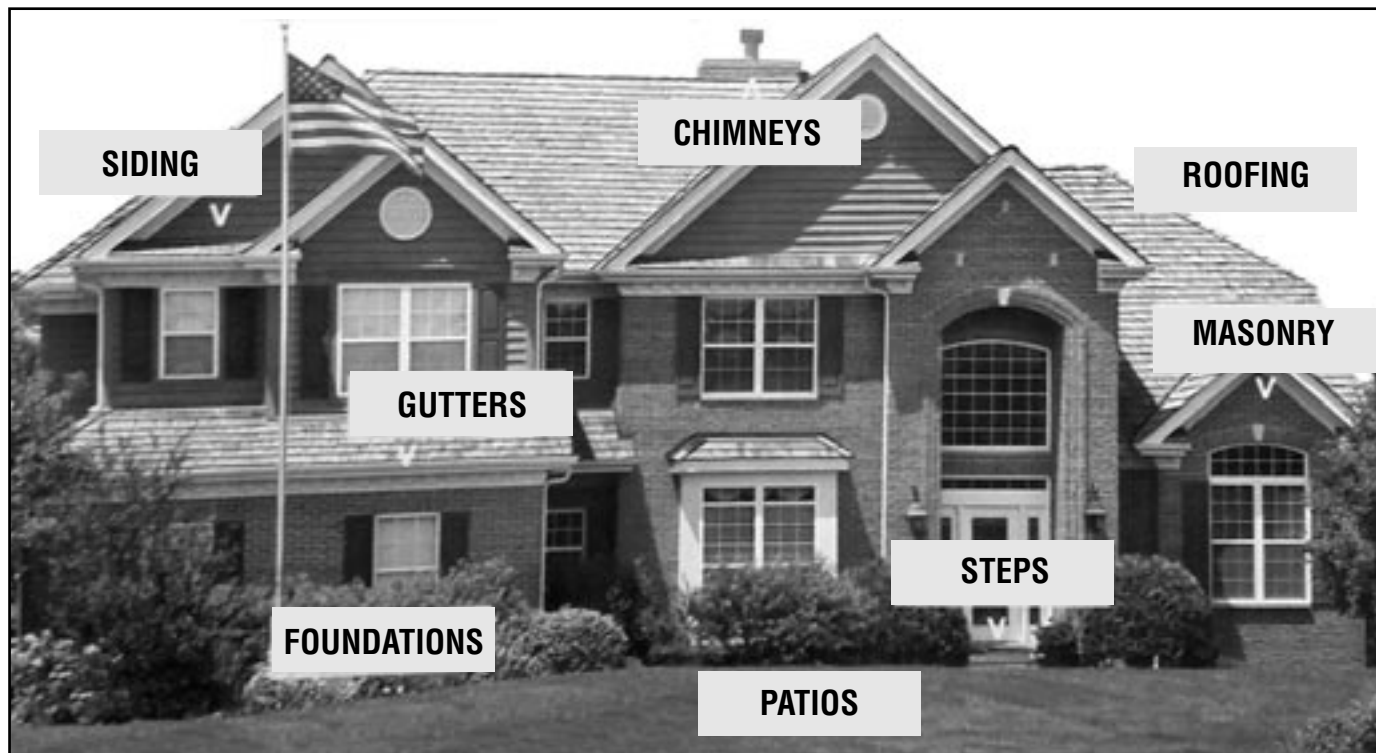 CHIMNEYS
SIDING
ROOFING
MASONRY
GUTTERS
STEPS
FOUNDATIONS
PATIOS